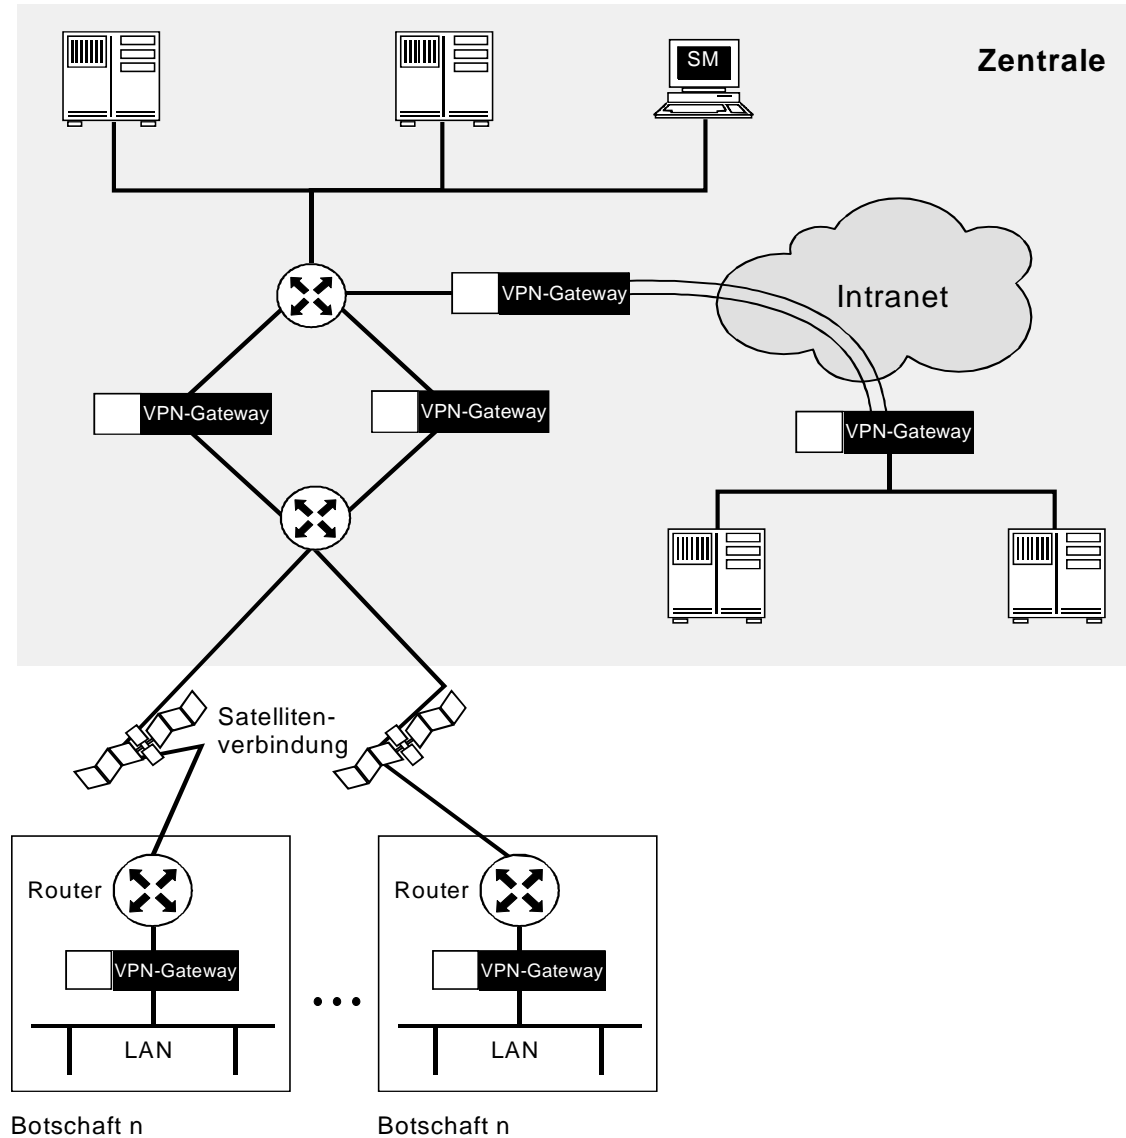 SM
Zentrale
VPN-Gateway
Intranet
VPN-Gateway
VPN-Gateway
VPN-Gateway
Satelliten-
verbindung
Router
Router
VPN-Gateway
VPN-Gateway
LAN
LAN
Botschaft n
Botschaft n